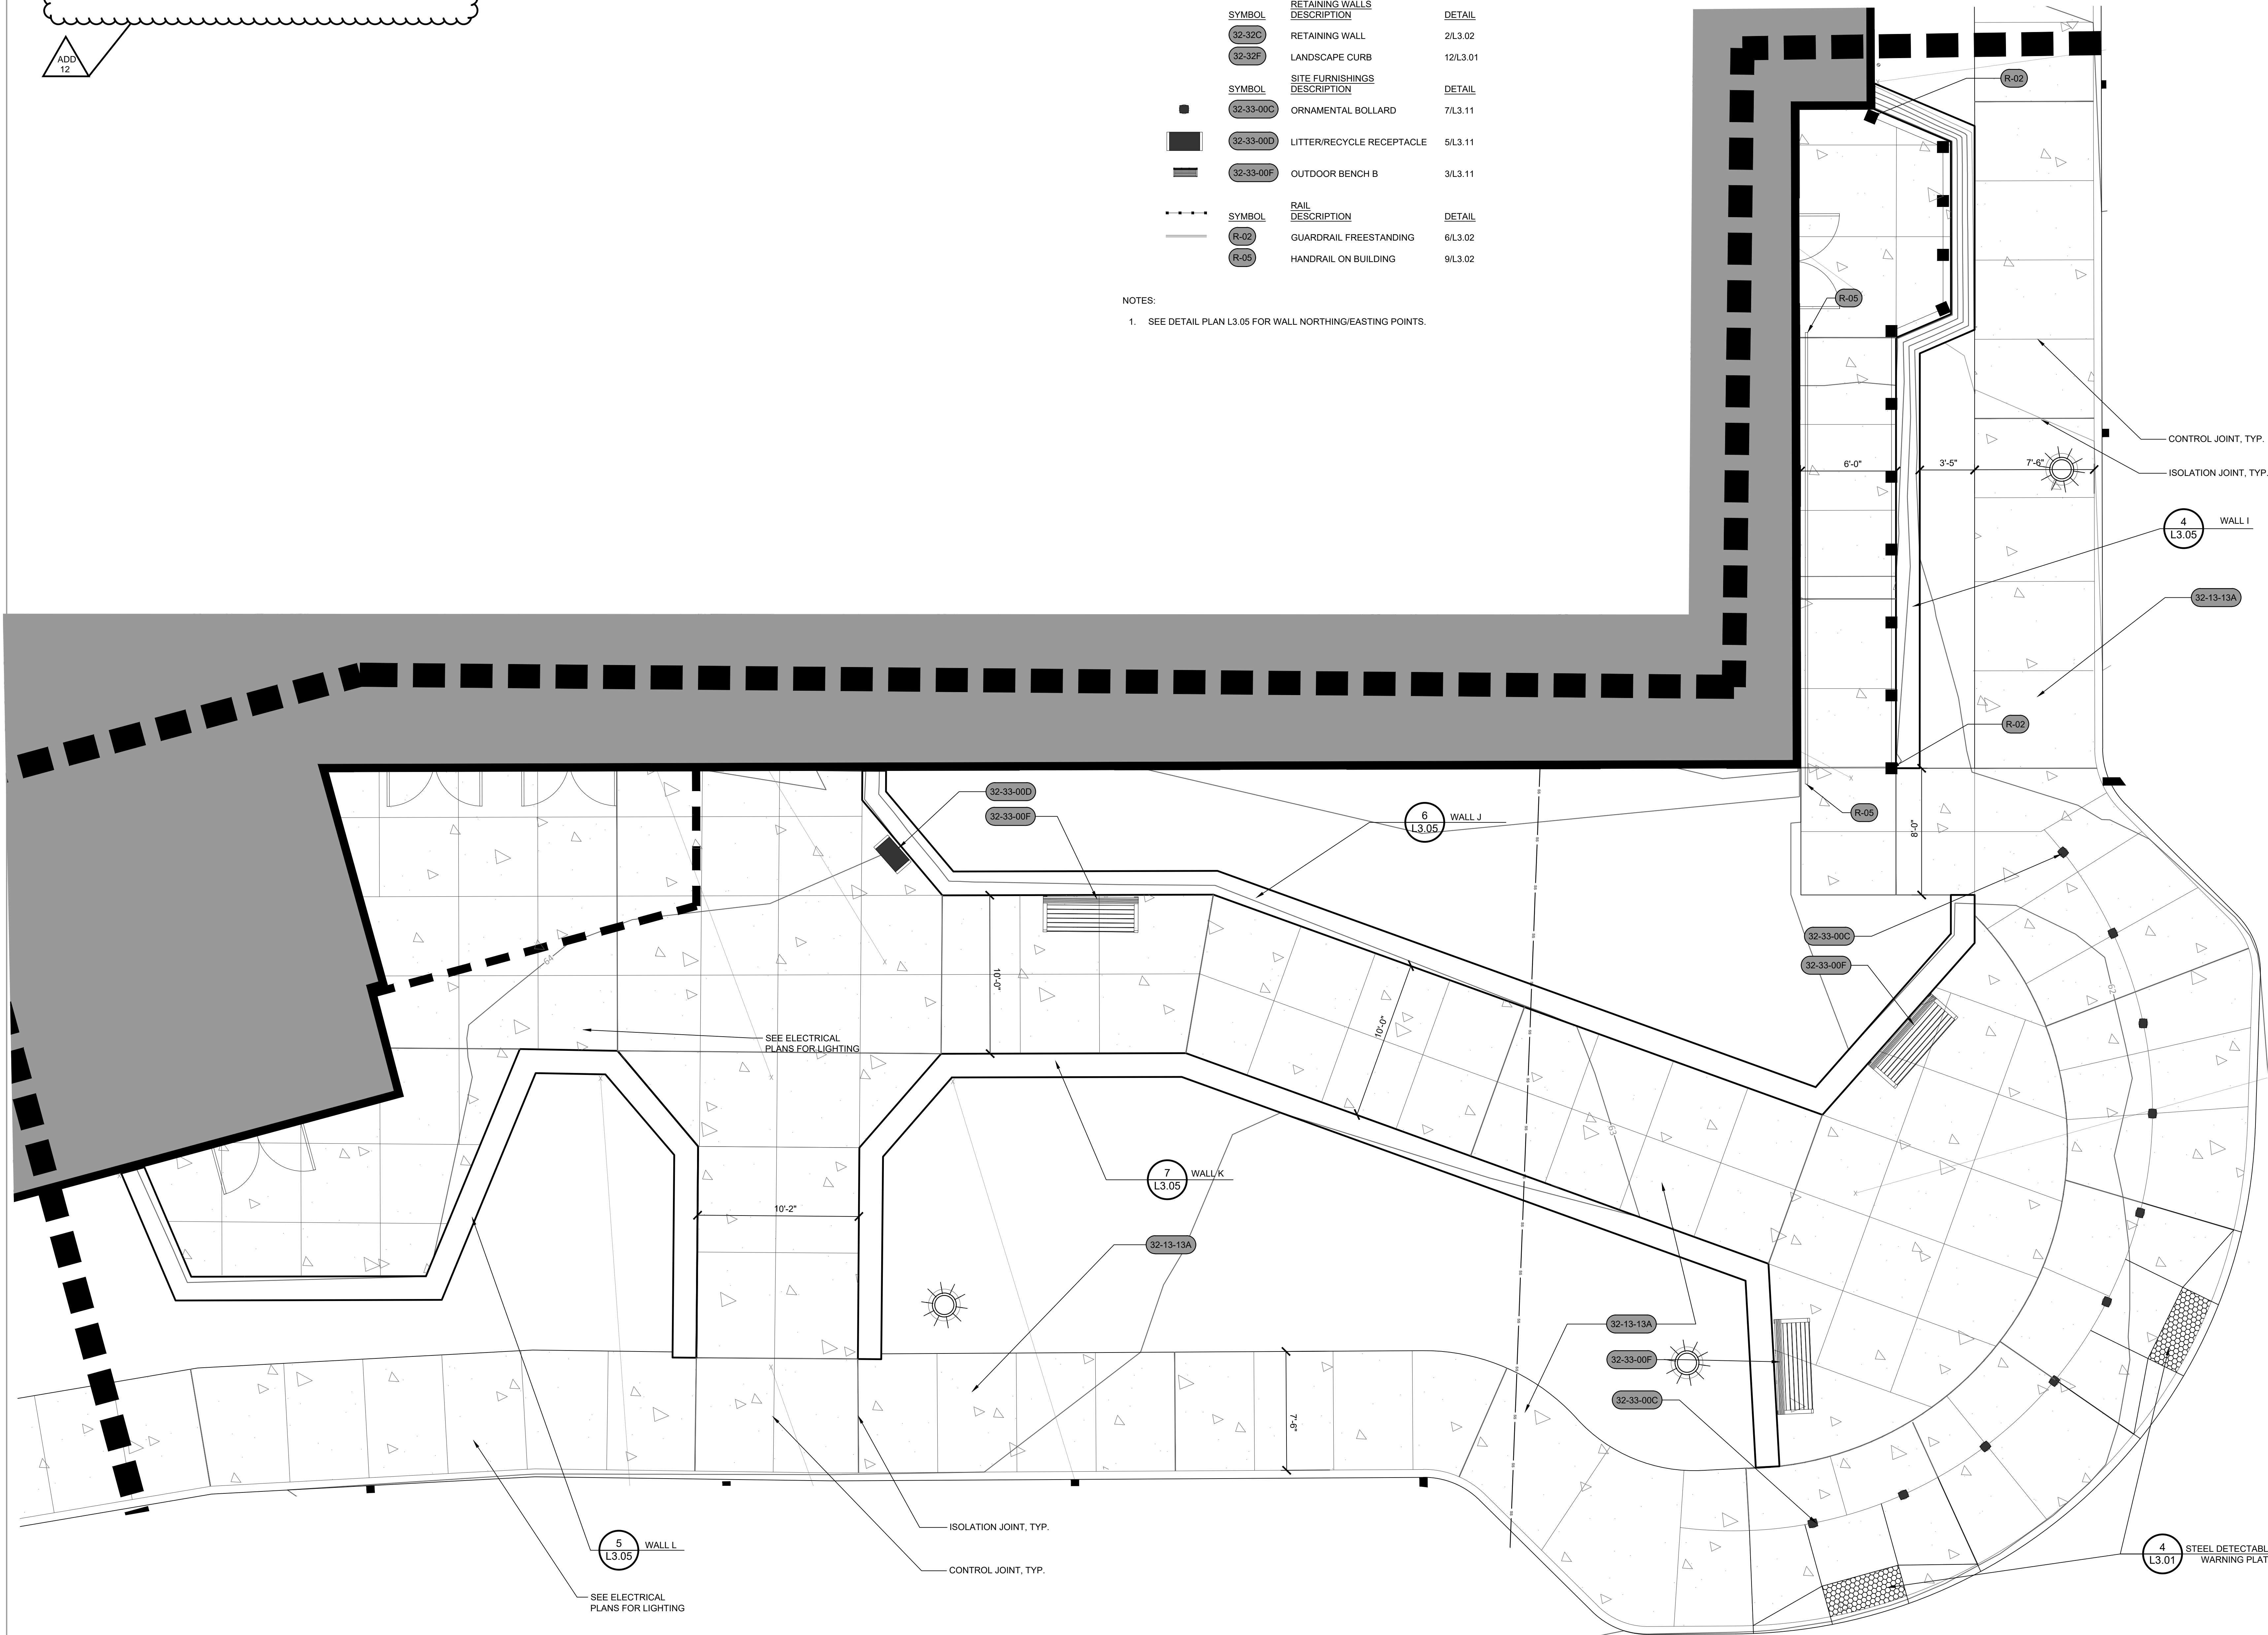 ADD
12
RETAINING WALLS
SYMBOL DESCRIPTION DETAIL
32-32C RETAINING WALL 2/L3.02
32-32F LANDSCAPE CURB 12/L3.01
SITE FURNISHINGS
SYMBOL DESCRIPTION DETAIL
32-33-00C ORNAMENTAL BOLLARD 7/L3.11
32-33-00D LITTER/RECYCLE RECEPTACLE 5/L3.11
32-33-00F OUTDOOR BENCH B 3/L3.11
RAIL
SYMBOL DESCRIPTION DETAIL
R-02 GUARDRAIL FREESTANDING 6/L3.02
R-05 HANDRAIL ON BUILDING 9/L3.02
NOTES:
1. SEE DETAIL PLAN L3.05 FOR WALL NORTHING/EASTING POINTS.
R-02
R-05
CONTROL JOINT, TYP.
6'-0" 3'-5" 7'-6"
ISOLATION JOINT, TYP.
4
L3.05
WALL I
32-13-13A
R-02
32-33-00D
32-33-00F
6
L3.05
WALL J
R-05
8'-0"
32-33-00C
32-33-00F
64
10'-0"
10'-0"
62
SEE ELECTRICAL
PLANS FOR LIGHTING
63
7
L3.05
WALL K
10'-2"
32-13-13A
32-13-13A
32-33-00F
32-33-00C
7'-6"
ISOLATION JOINT, TYP.
5
L3.05
WALL L
CONTROL JOINT, TYP.
4
L3.01
STEEL DETECTABL
WARNING PLAT
SEE ELECTRICAL
PLANS FOR LIGHTING